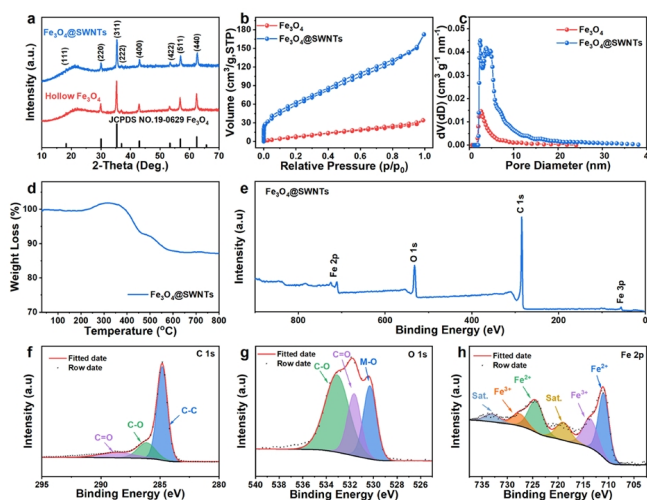 a
Fe₃O₄@SWNTs
(111)
(220)
(311)
(222)
(400)
(422)
(511)
(440)
Hollow Fe₃O₄
JCPDS NO.19-0629 Fe₃O₄
Intensity (a.u.)
10 20 30 40 50 60 70
2-Theta (Deg.)
b
Fe₃O₄
Fe₃O₄@SWNTs
Volume (cm³/g,STP)
200
150
100
50
0
0.0 0.2 0.4 0.6 0.8 1.0
Relative Pressure (p/p₀)
c
Fe₃O₄
Fe₃O₄@SWNTs
dV(dD) (cm³ g⁻¹ nm⁻¹)
0.05
0.04
0.03
0.02
0.01
0.00
0 10 20 30 40
Pore Diameter (nm)
d
Weight Loss (%)
100
90
80
70
Fe₃O₄@SWNTs
0 100 200 300 400 500 600 700 800
Temperature (°C)
e
Fe₃O₄@SWNTs
Intensity (a.u)
Fe 2p
O 1s
C 1s
Fe 3p
800 600 400 200 0
Binding Energy (eV)
f
Fitted date
Row date
C 1s
C=O
C-O
C-C
Intensity (a.u)
295 290 285 280
Binding Energy (eV)
g
Fitted date
Row date
O 1s
C-O
C=O
M-O
Intensity (a.u)
540 538 536 534 532 530 528 526
Binding Energy (eV)
h
Fitted date
Row date
Fe 2p
Sat.
Fe³⁺
Fe²⁺
Sat.
Fe³⁺
Fe²⁺
Intensity (a.u)
735 730 725 720 715 710 705
Binding Energy (eV)